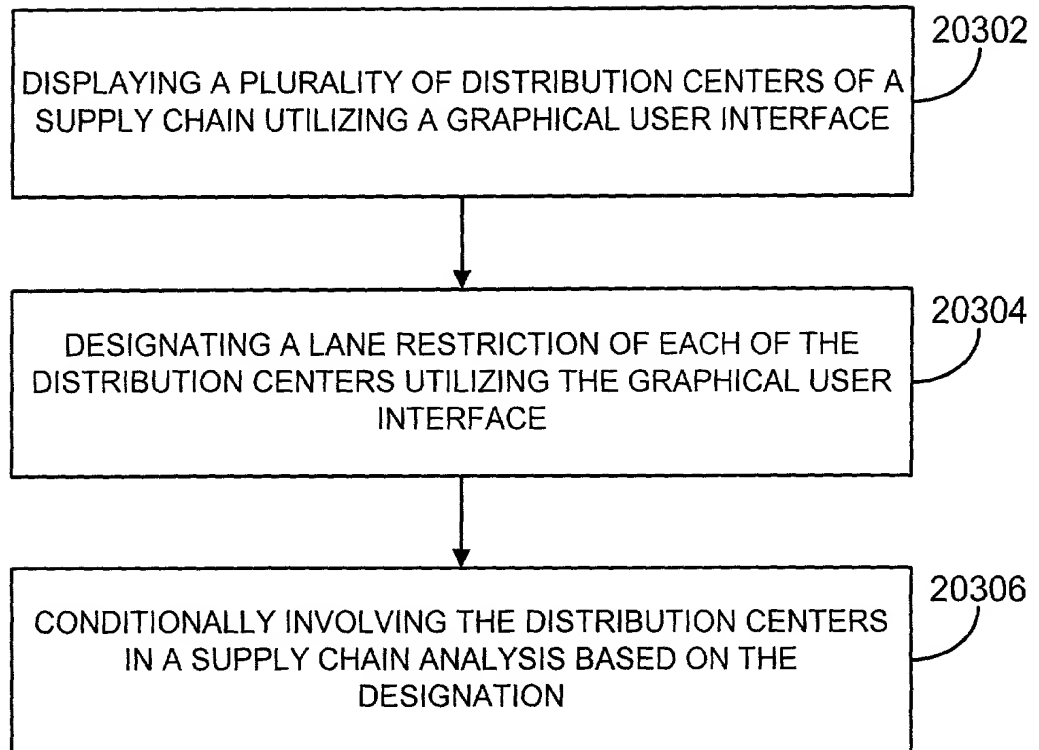 20302
DISPLAYING A PLURALITY OF DISTRIBUTION CENTERS OF A
SUPPLY CHAIN UTILIZING A GRAPHICAL USER INTERFACE
20304
DESIGNATING A LANE RESTRICTION OF EACH OF THE
DISTRIBUTION CENTERS UTILIZING THE GRAPHICAL USER
INTERFACE
20306
CONDITIONALLY INVOLVING THE DISTRIBUTION CENTERS
IN A SUPPLY CHAIN ANALYSIS BASED ON THE
DESIGNATION